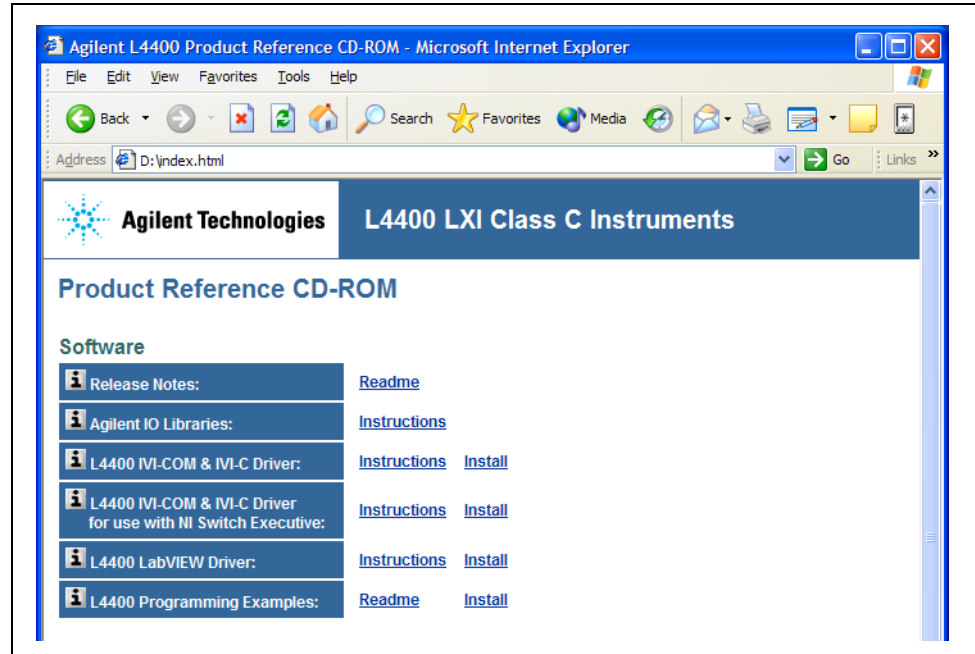 Agilent L4400 Product Reference CD-ROM - Microsoft Internet Explorer
File Edit View Favorites Tools Help
Back Search Favorites Media
Address D:\index.html Go Links »
Agilent Technologies L4400 LXI Class C Instruments
Product Reference CD-ROM
Software
Release Notes: Readme
Agilent IO Libraries: Instructions
L4400 IVI-COM & IVI-C Driver: Instructions Install
L4400 IVI-COM & IVI-C Driver
for use with NI Switch Executive: Instructions Install
L4400 LabVIEW Driver: Instructions Install
L4400 Programming Examples: Readme Install